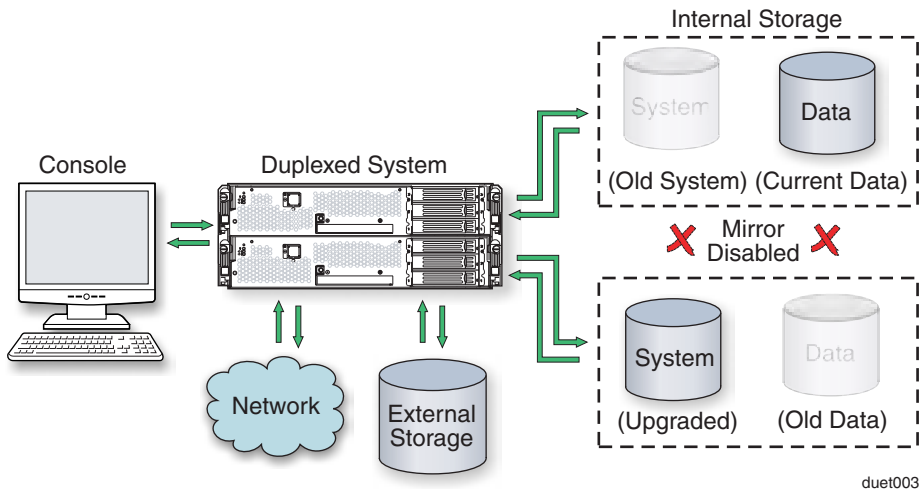 Internal Storage
System
Data
(Old System)
(Current Data)
Console
Duplexed System
Mirror
Disabled
System
Data
(Upgraded)
(Old Data)
Network
External
Storage
duet003